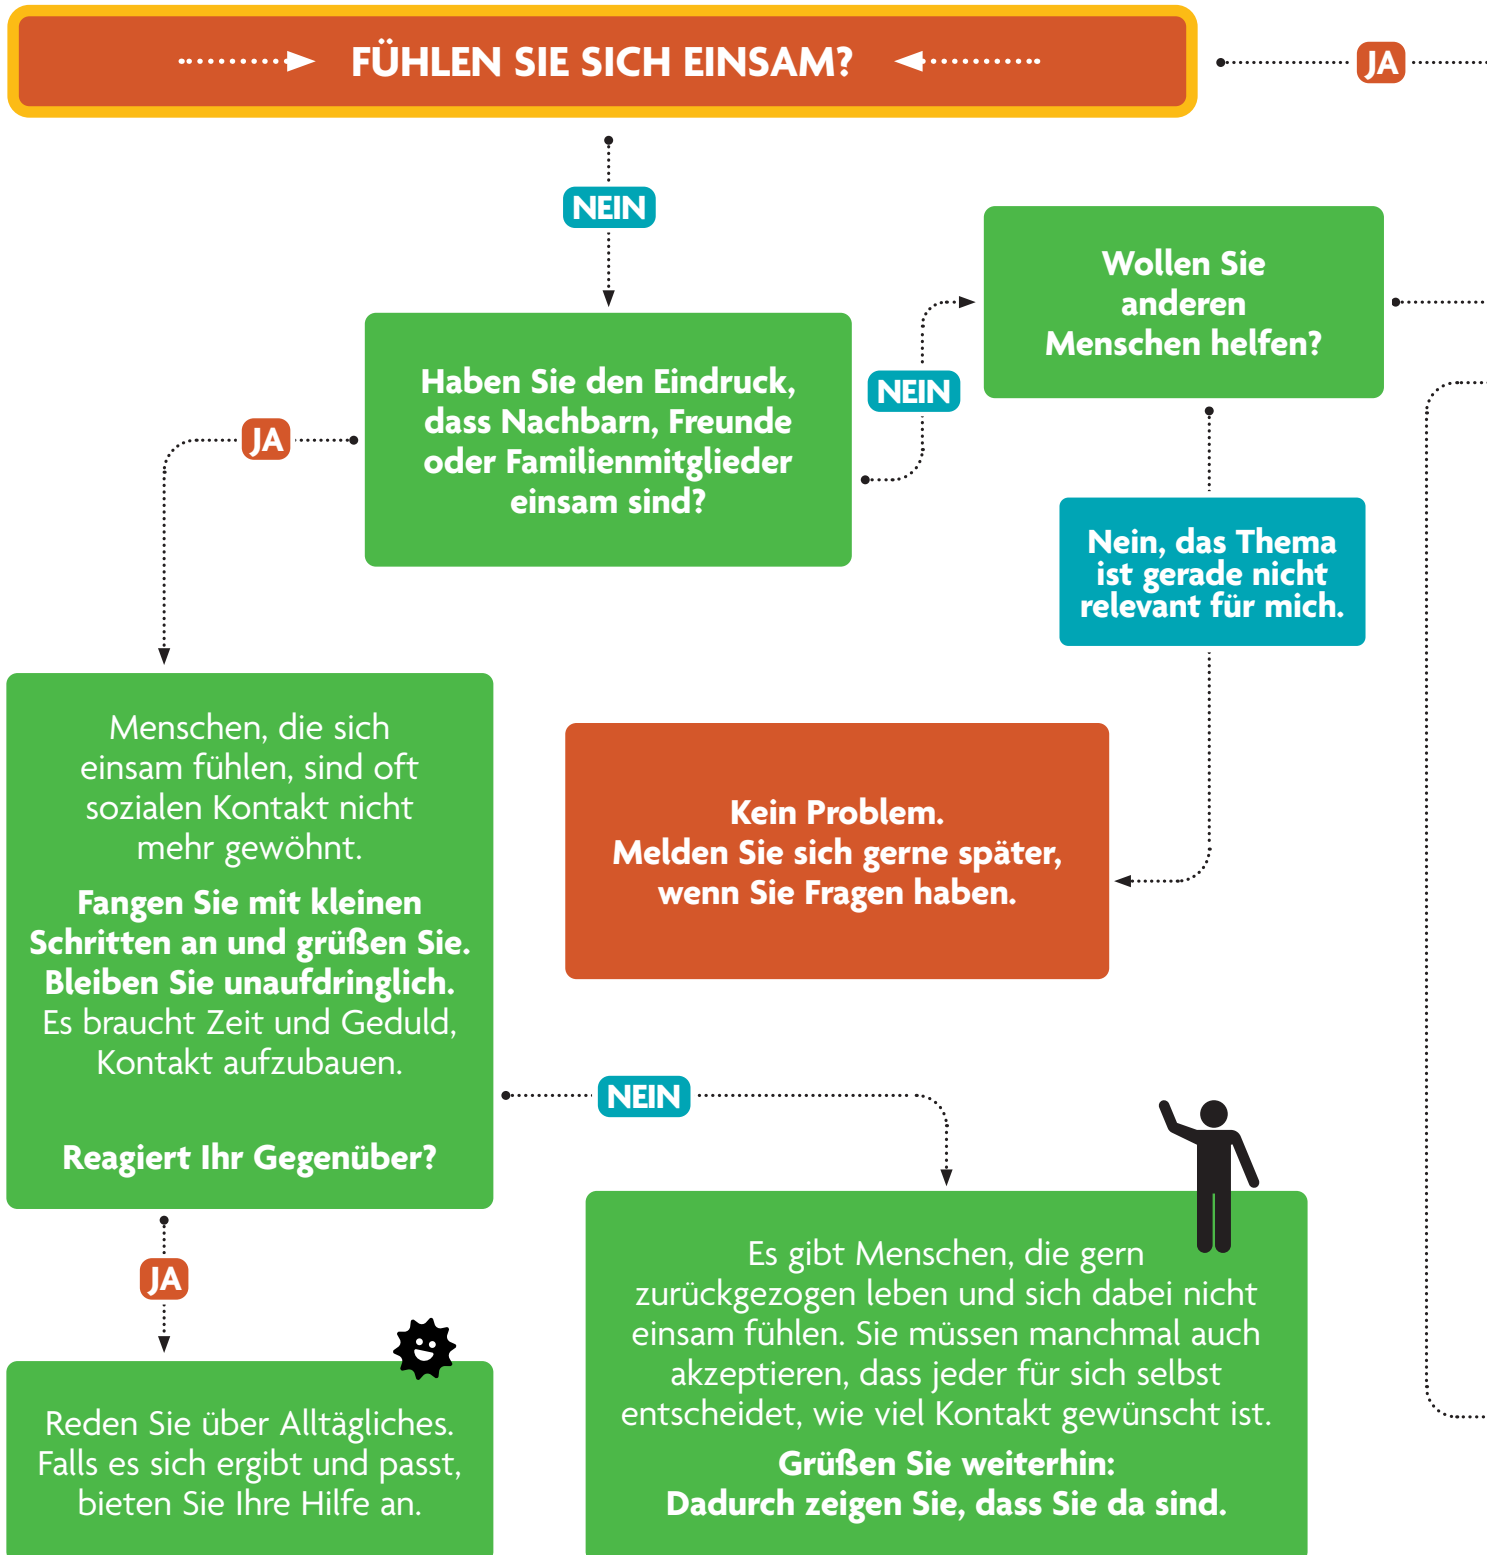 FÜHLEN SIE SICH EINSAM?
JA
NEIN
Wollen Sie
anderen
Menschen helfen?
Haben Sie den Eindruck,
dass Nachbarn, Freunde
oder Familienmitglieder
einsam sind?
NEIN
JA
Nein, das Thema
ist gerade nicht
relevant für mich.
Menschen, die sich
einsam fühlen, sind oft
sozialen Kontakt nicht
mehr gewöhnt.
Fangen Sie mit kleinen
Schritten an und grüßen Sie.
Bleiben Sie unaufdringlich.
Es braucht Zeit und Geduld,
Kontakt aufzubauen.
Reagiert Ihr Gegenüber?
Kein Problem.
Melden Sie sich gerne später,
wenn Sie Fragen haben.
NEIN
JA
Es gibt Menschen, die gern
zurückgezogen leben und sich dabei nicht
einsam fühlen. Sie müssen manchmal auch
akzeptieren, dass jeder für sich selbst
entscheidet, wie viel Kontakt gewünscht ist.
Grüßen Sie weiterhin:
Dadurch zeigen Sie, dass Sie da sind.
Reden Sie über Alltägliches.
Falls es sich ergibt und passt,
bieten Sie Ihre Hilfe an.